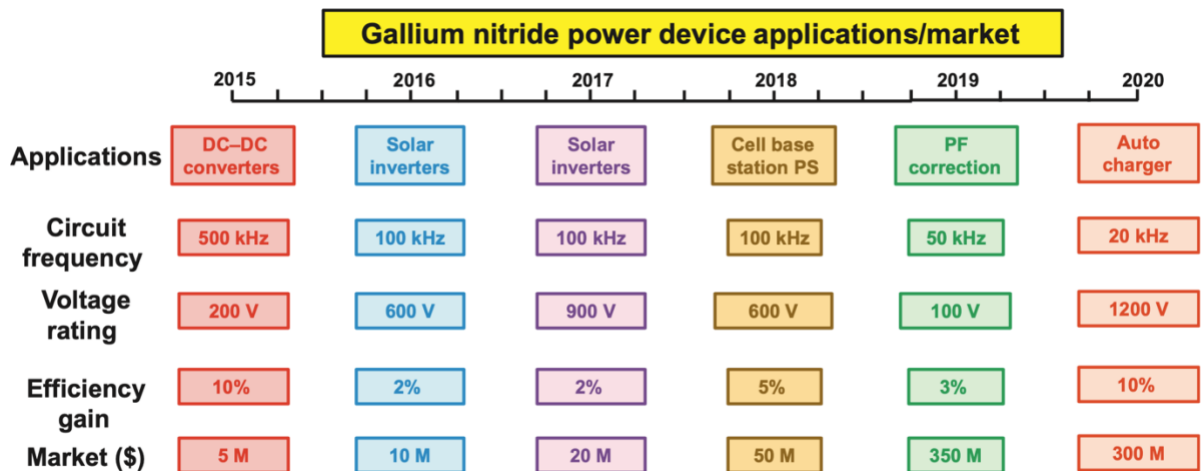 Gallium nitride power device applications/market
2015 2016 2017 2018 2019 2020
Applications
DC–DC
converters
Solar
inverters
Solar
inverters
Cell base
station PS
PF
correction
Auto
charger
Circuit
frequency
500 kHz 100 kHz 100 kHz 100 kHz 50 kHz 20 kHz
Voltage
rating
200 V 600 V 900 V 600 V 100 V 1200 V
Efficiency
gain
10% 2% 2% 5% 3% 10%
Market ($) 5 M 10 M 20 M 50 M 350 M 300 M